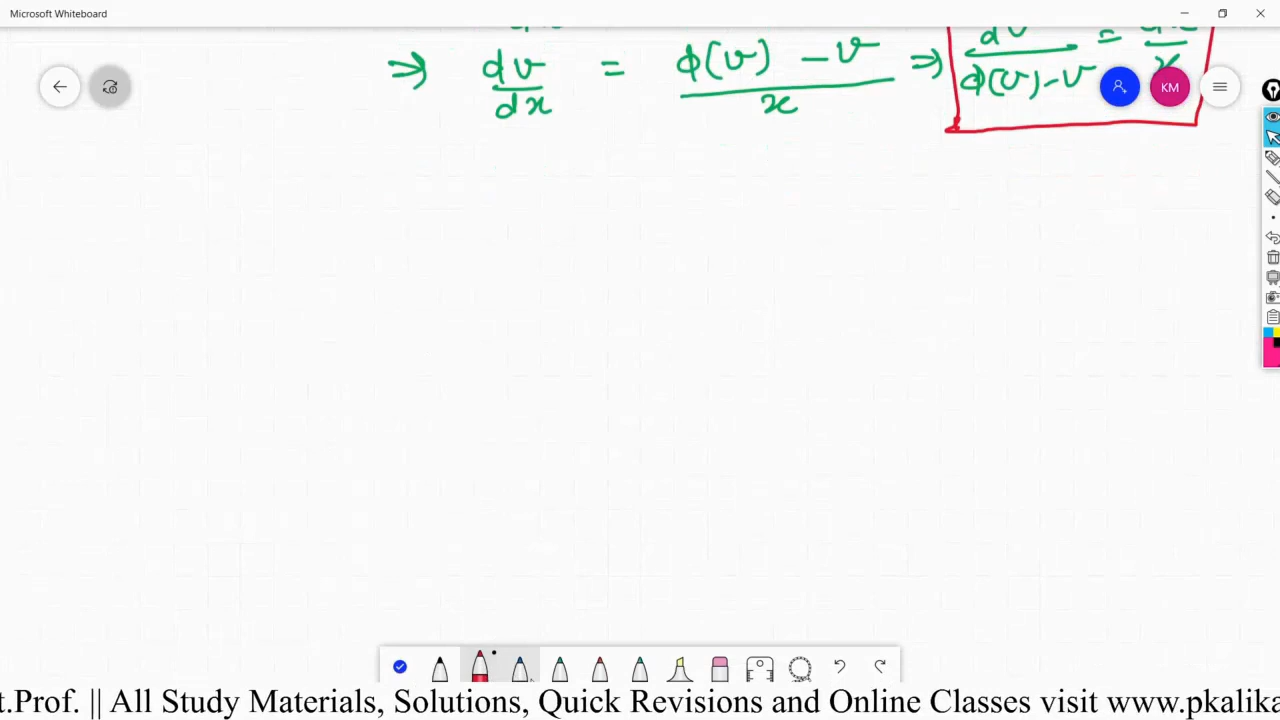 Microsoft Whiteboard
⇒ dv/dx = (ϕ(v) − v)/x ⇒ dv/(ϕ(v) − v) = dx/x
KM
t.Prof. || All Study Materials, Solutions, Quick Revisions and Online Classes visit www.pkalika